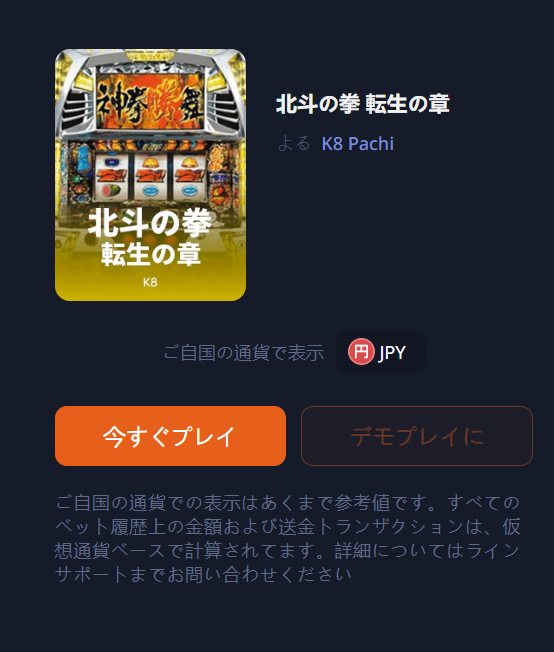 神拳勝舞
北斗の拳
転生の章
K8
北斗の拳 転生の章
よる K8 Pachi
ご自国の通貨で表示 円 JPY
今すぐプレイ
デモプレイに
ご自国の通貨での表示はあくまで参考値です。すべての
ベット履歴上の金額および送金トランザクションは、仮
想通貨ベースで計算されてます。詳細についてはライン
サポートまでお問い合わせください